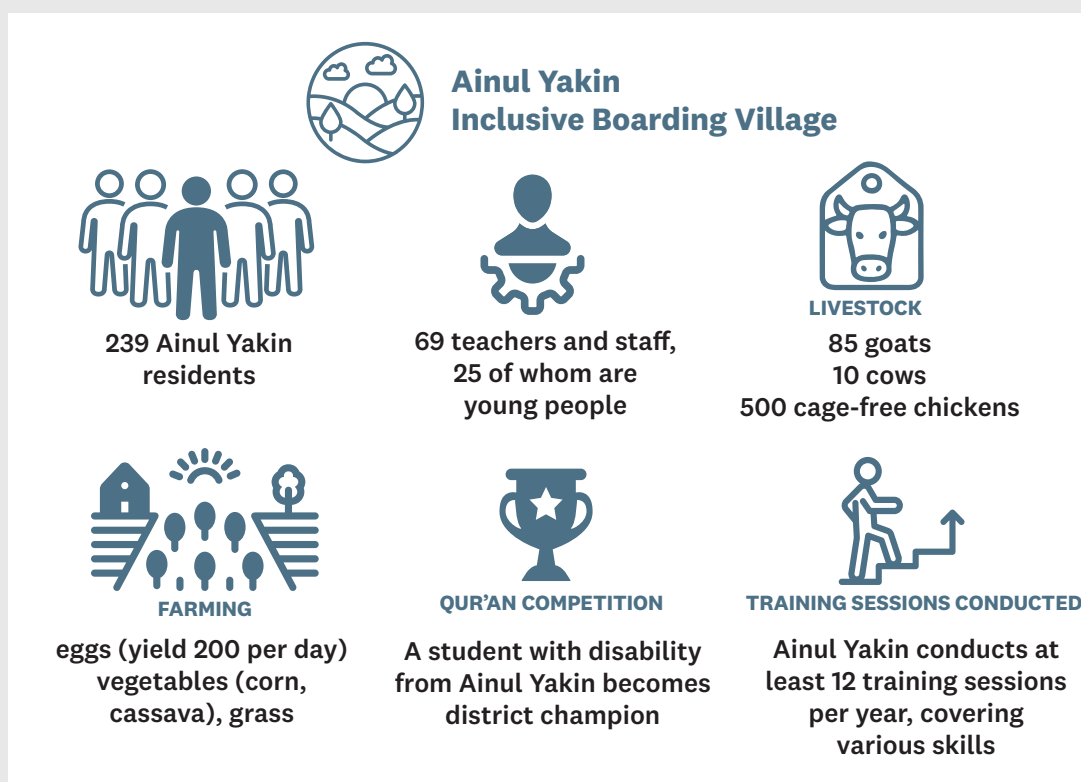 Ainul Yakin
Inclusive Boarding Village
239 Ainul Yakin
residents
69 teachers and staff,
25 of whom are
young people
LIVESTOCK
85 goats
10 cows
500 cage-free chickens
FARMING
eggs (yield 200 per day)
vegetables (corn,
cassava), grass
QUR’AN COMPETITION
A student with disability
from Ainul Yakin becomes
district champion
TRAINING SESSIONS CONDUCTED
Ainul Yakin conducts at
least 12 training sessions
per year, covering
various skills